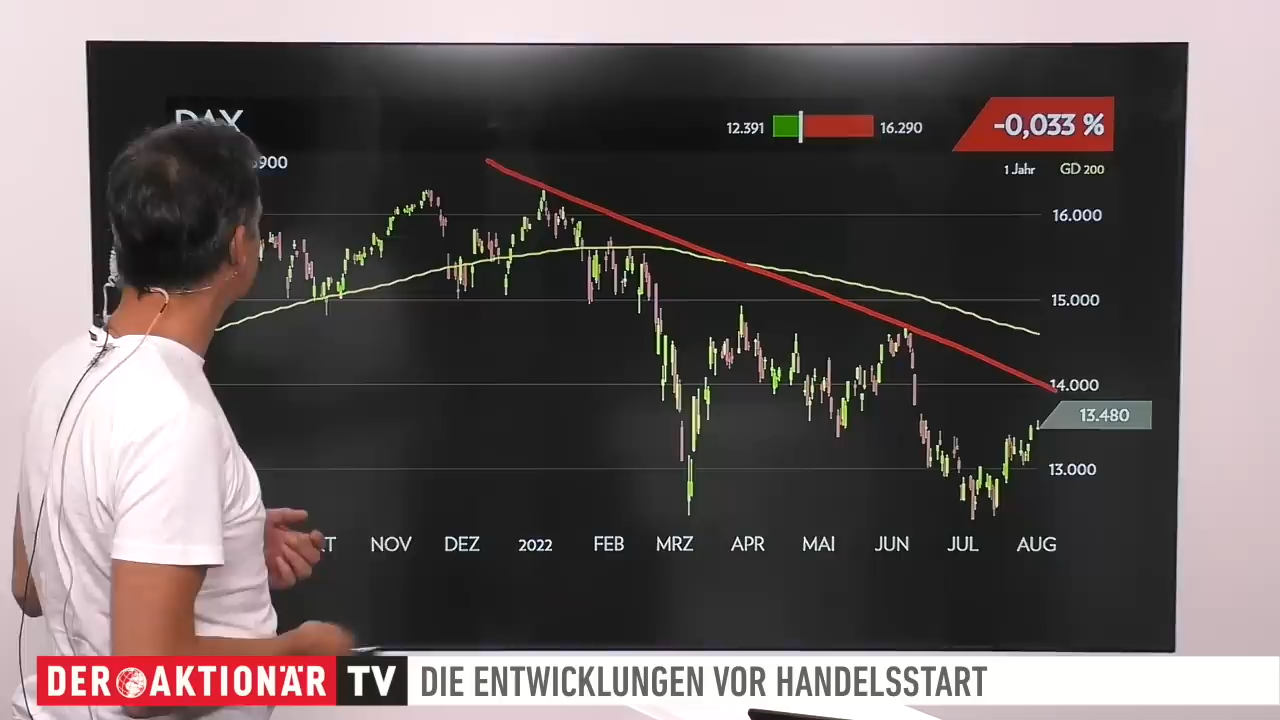 DAX
900
12.391
16.290
-0,033 %
1 Jahr
GD 200
16.000
15.000
14.000
13.480
13.000
NOV
DEZ
2022
FEB
MRZ
APR
MAI
JUN
JUL
AUG
DER AKTIONÄR TV
DIE ENTWICKLUNGEN VOR HANDELSSTART